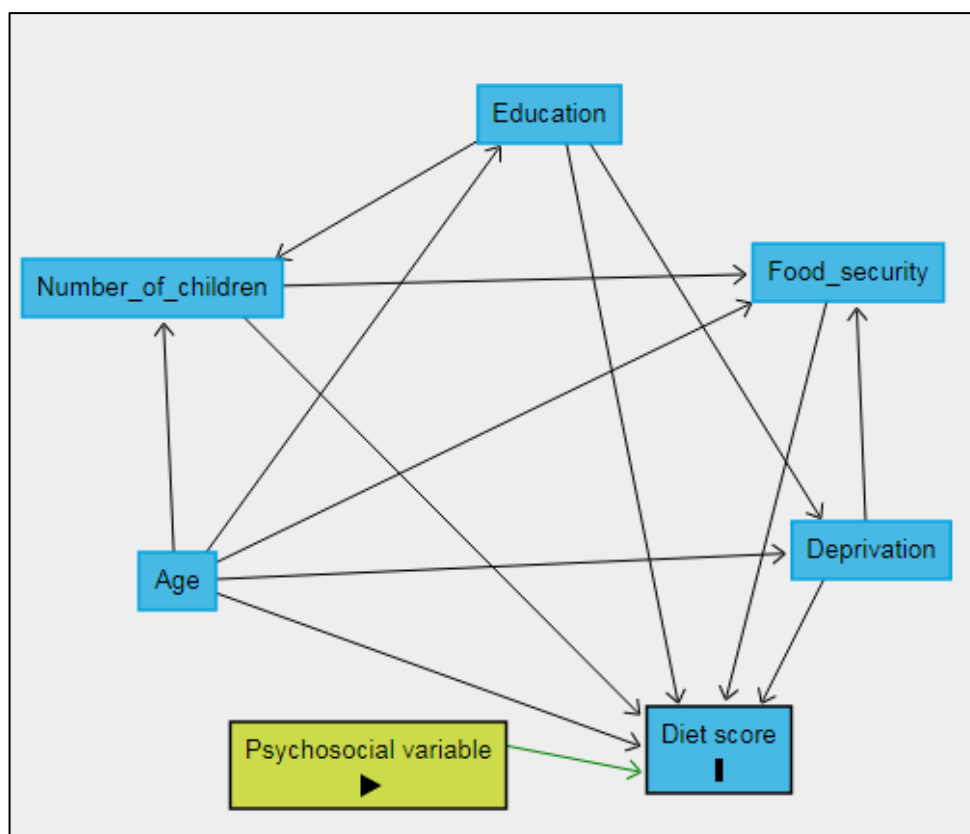 Education
Number_of_children
Food_security
Age
Deprivation
Psychosocial variable
Diet score